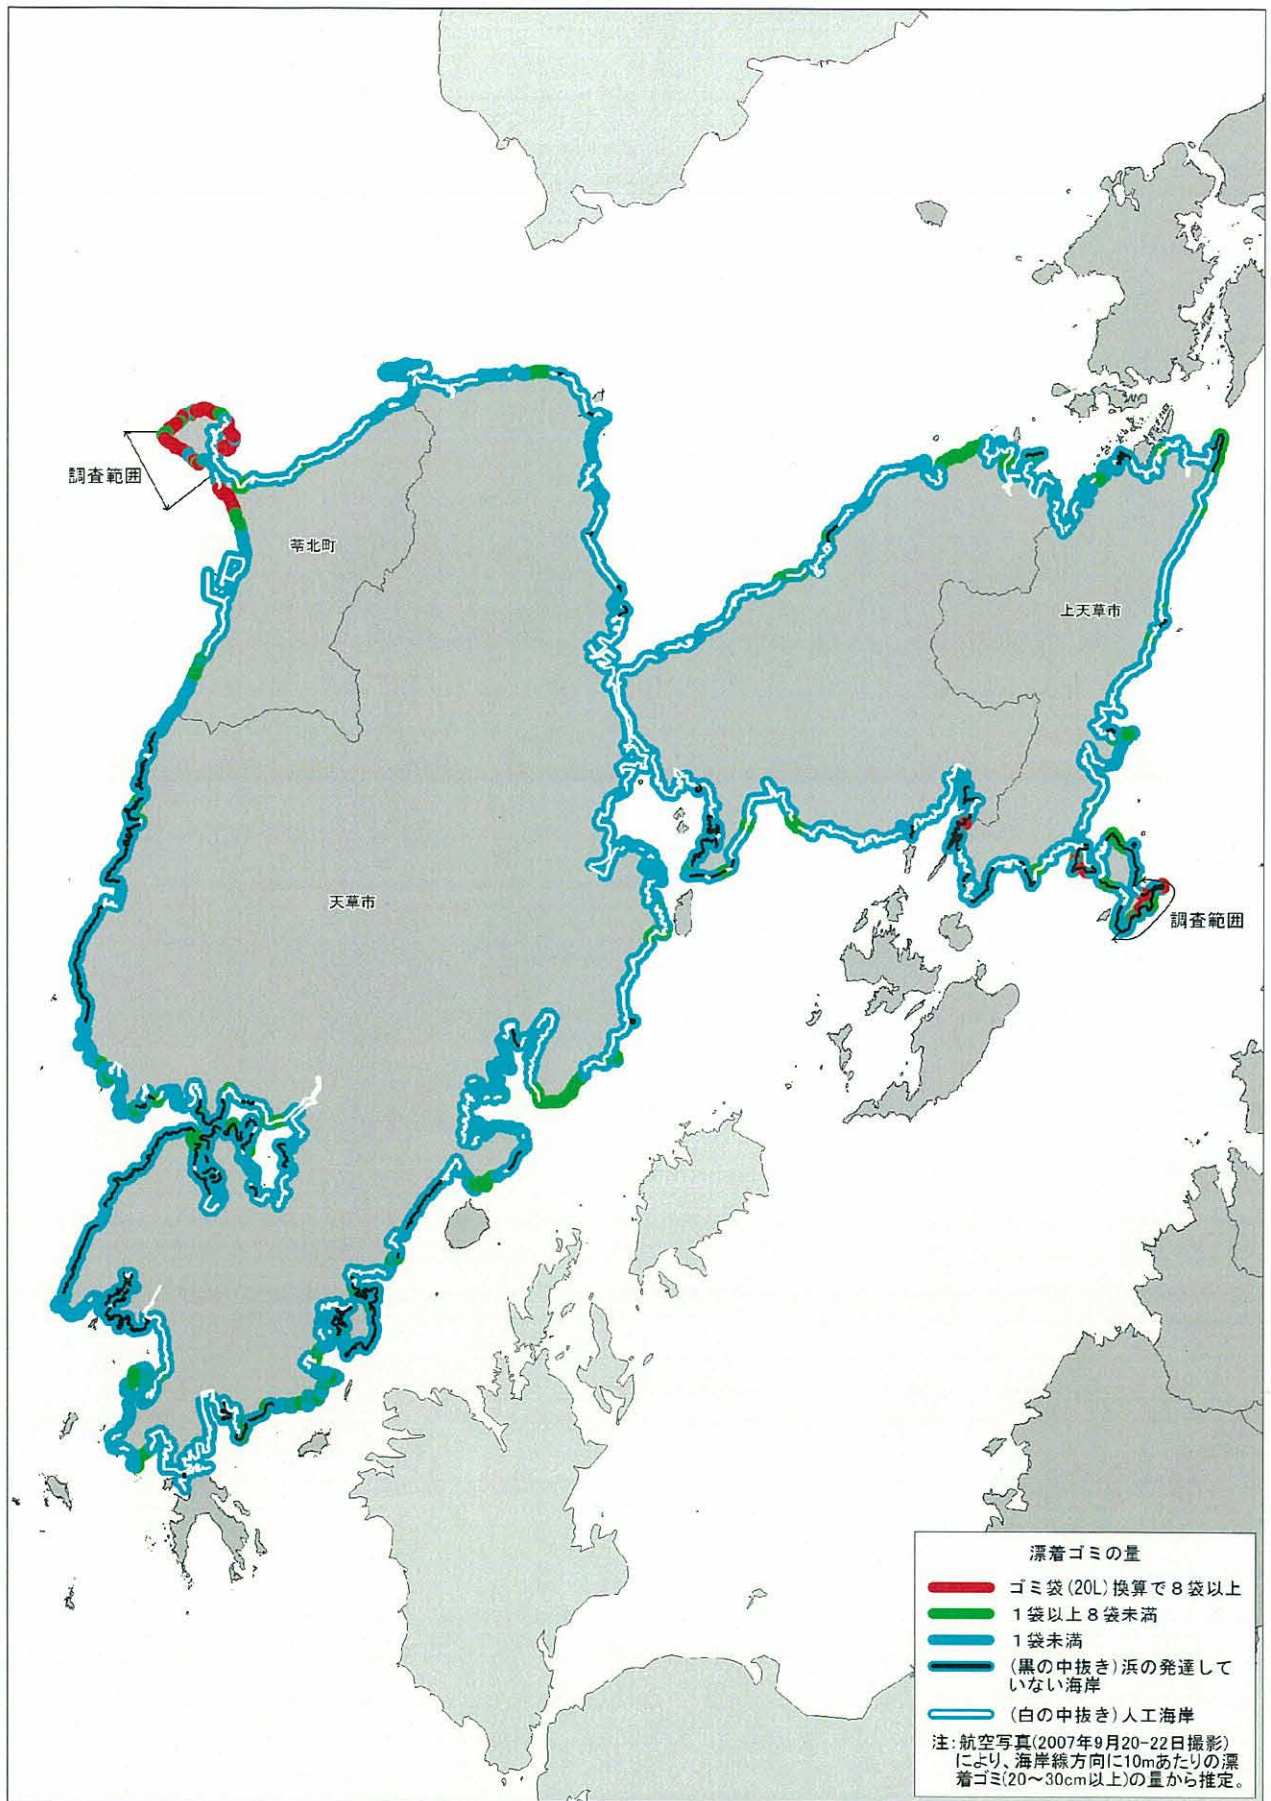 調査範囲
苓北町
上天草市
天草市
調査範囲
漂着ゴミの量
ゴミ袋(20L)換算で8袋以上
1袋以上8袋未満
1袋未満
(黒の中抜き)浜の発達して
いない海岸
(白の中抜き)人工海岸
注:航空写真(2007年9月20-22日撮影)
により、海岸線方向に10mあたりの漂
着ゴミ(20～30cm以上)の量から推定。